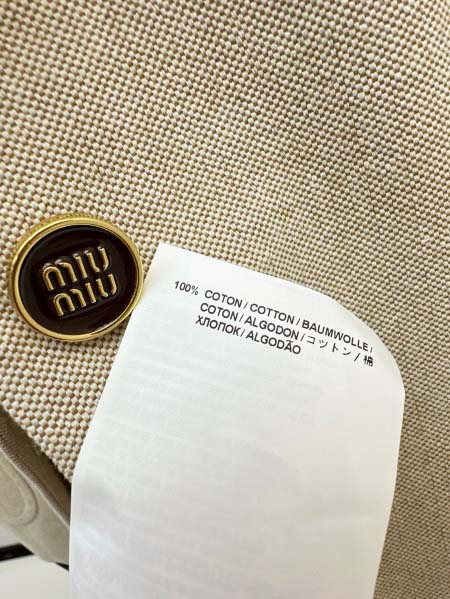 miu
miu
100% COTON/COTTON/BAUMWOLLE/
COTON/ALGODON/コットン/棉
ХЛОПОК/ALGODÃO